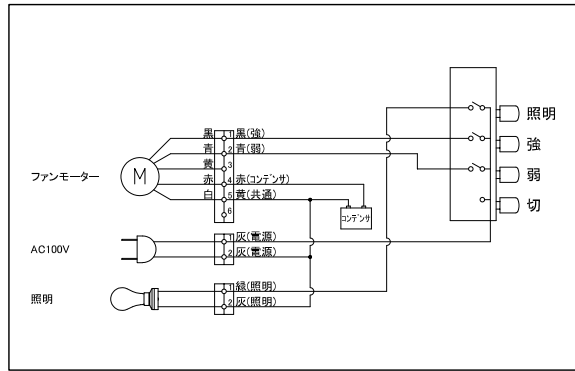 ファンモーター
M
黒
青
黄
赤
白
1
2
3
4
5
6
黒(強)
青(弱)
赤(コンデンサ)
黄(共通)
コンデンサ
照明
強
弱
切
AC100V
1 灰(電源)
2 灰(電源)
照明
1 緑(照明)
2 灰(照明)